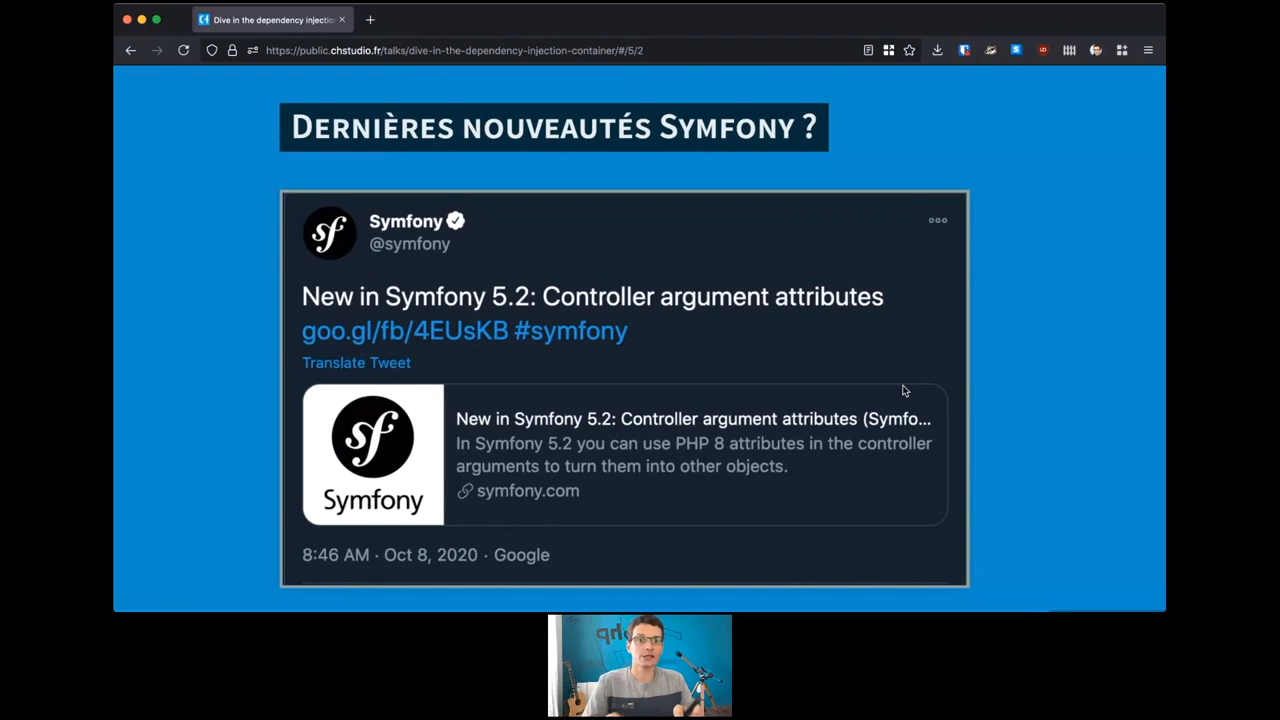 Dive in the dependency injectio
https://public.chstudio.fr/talks/dive-in-the-dependency-injection-container/#/5/2
Dernières nouveautés Symfony ?
Symfony
@symfony
New in Symfony 5.2: Controller argument attributes
goo.gl/fb/4EUsKB #symfony
Translate Tweet
sf
Symfony
New in Symfony 5.2: Controller argument attributes (Symfo...
In Symfony 5.2 you can use PHP 8 attributes in the controller
arguments to turn them into other objects.
symfony.com
8:46 AM · Oct 8, 2020 · Google
php